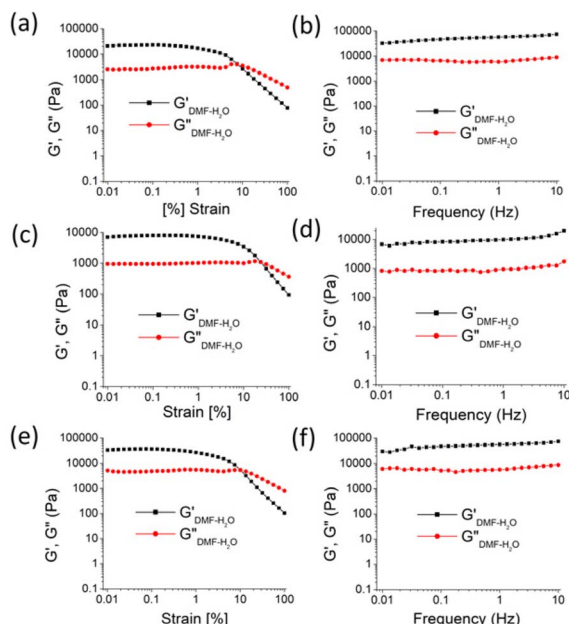 (a)
100000
10000
1000
100
10
1
0.1
G', G'' (Pa)
G'DMF-H₂O
G''DMF-H₂O
0.01 0.1 1 10 100
[%] Strain
(b)
100000
10000
1000
100
10
1
0.1
G', G'' (Pa)
G'DMF-H₂O
G''DMF-H₂O
0.01 0.1 1 10
Frequency (Hz)
(c)
10000
1000
100
10
1
0.1
G', G'' (Pa)
G'DMF-H₂O
G''DMF-H₂O
0.01 0.1 1 10 100
Strain [%]
(d)
10000
1000
100
10
1
0.1
G', G'' (Pa)
G'DMF-H₂O
G''DMF-H₂O
0.01 0.1 1 10
Frequency (Hz)
(e)
100000
10000
1000
100
10
1
0.1
G', G'' (Pa)
G'DMF-H₂O
G''DMF-H₂O
0.01 0.1 1 10 100
Strain [%]
(f)
100000
10000
1000
100
10
1
0.1
G', G'' (Pa)
G'DMF-H₂O
G''DMF-H₂O
0.01 0.1 1 10
Frequency (Hz)